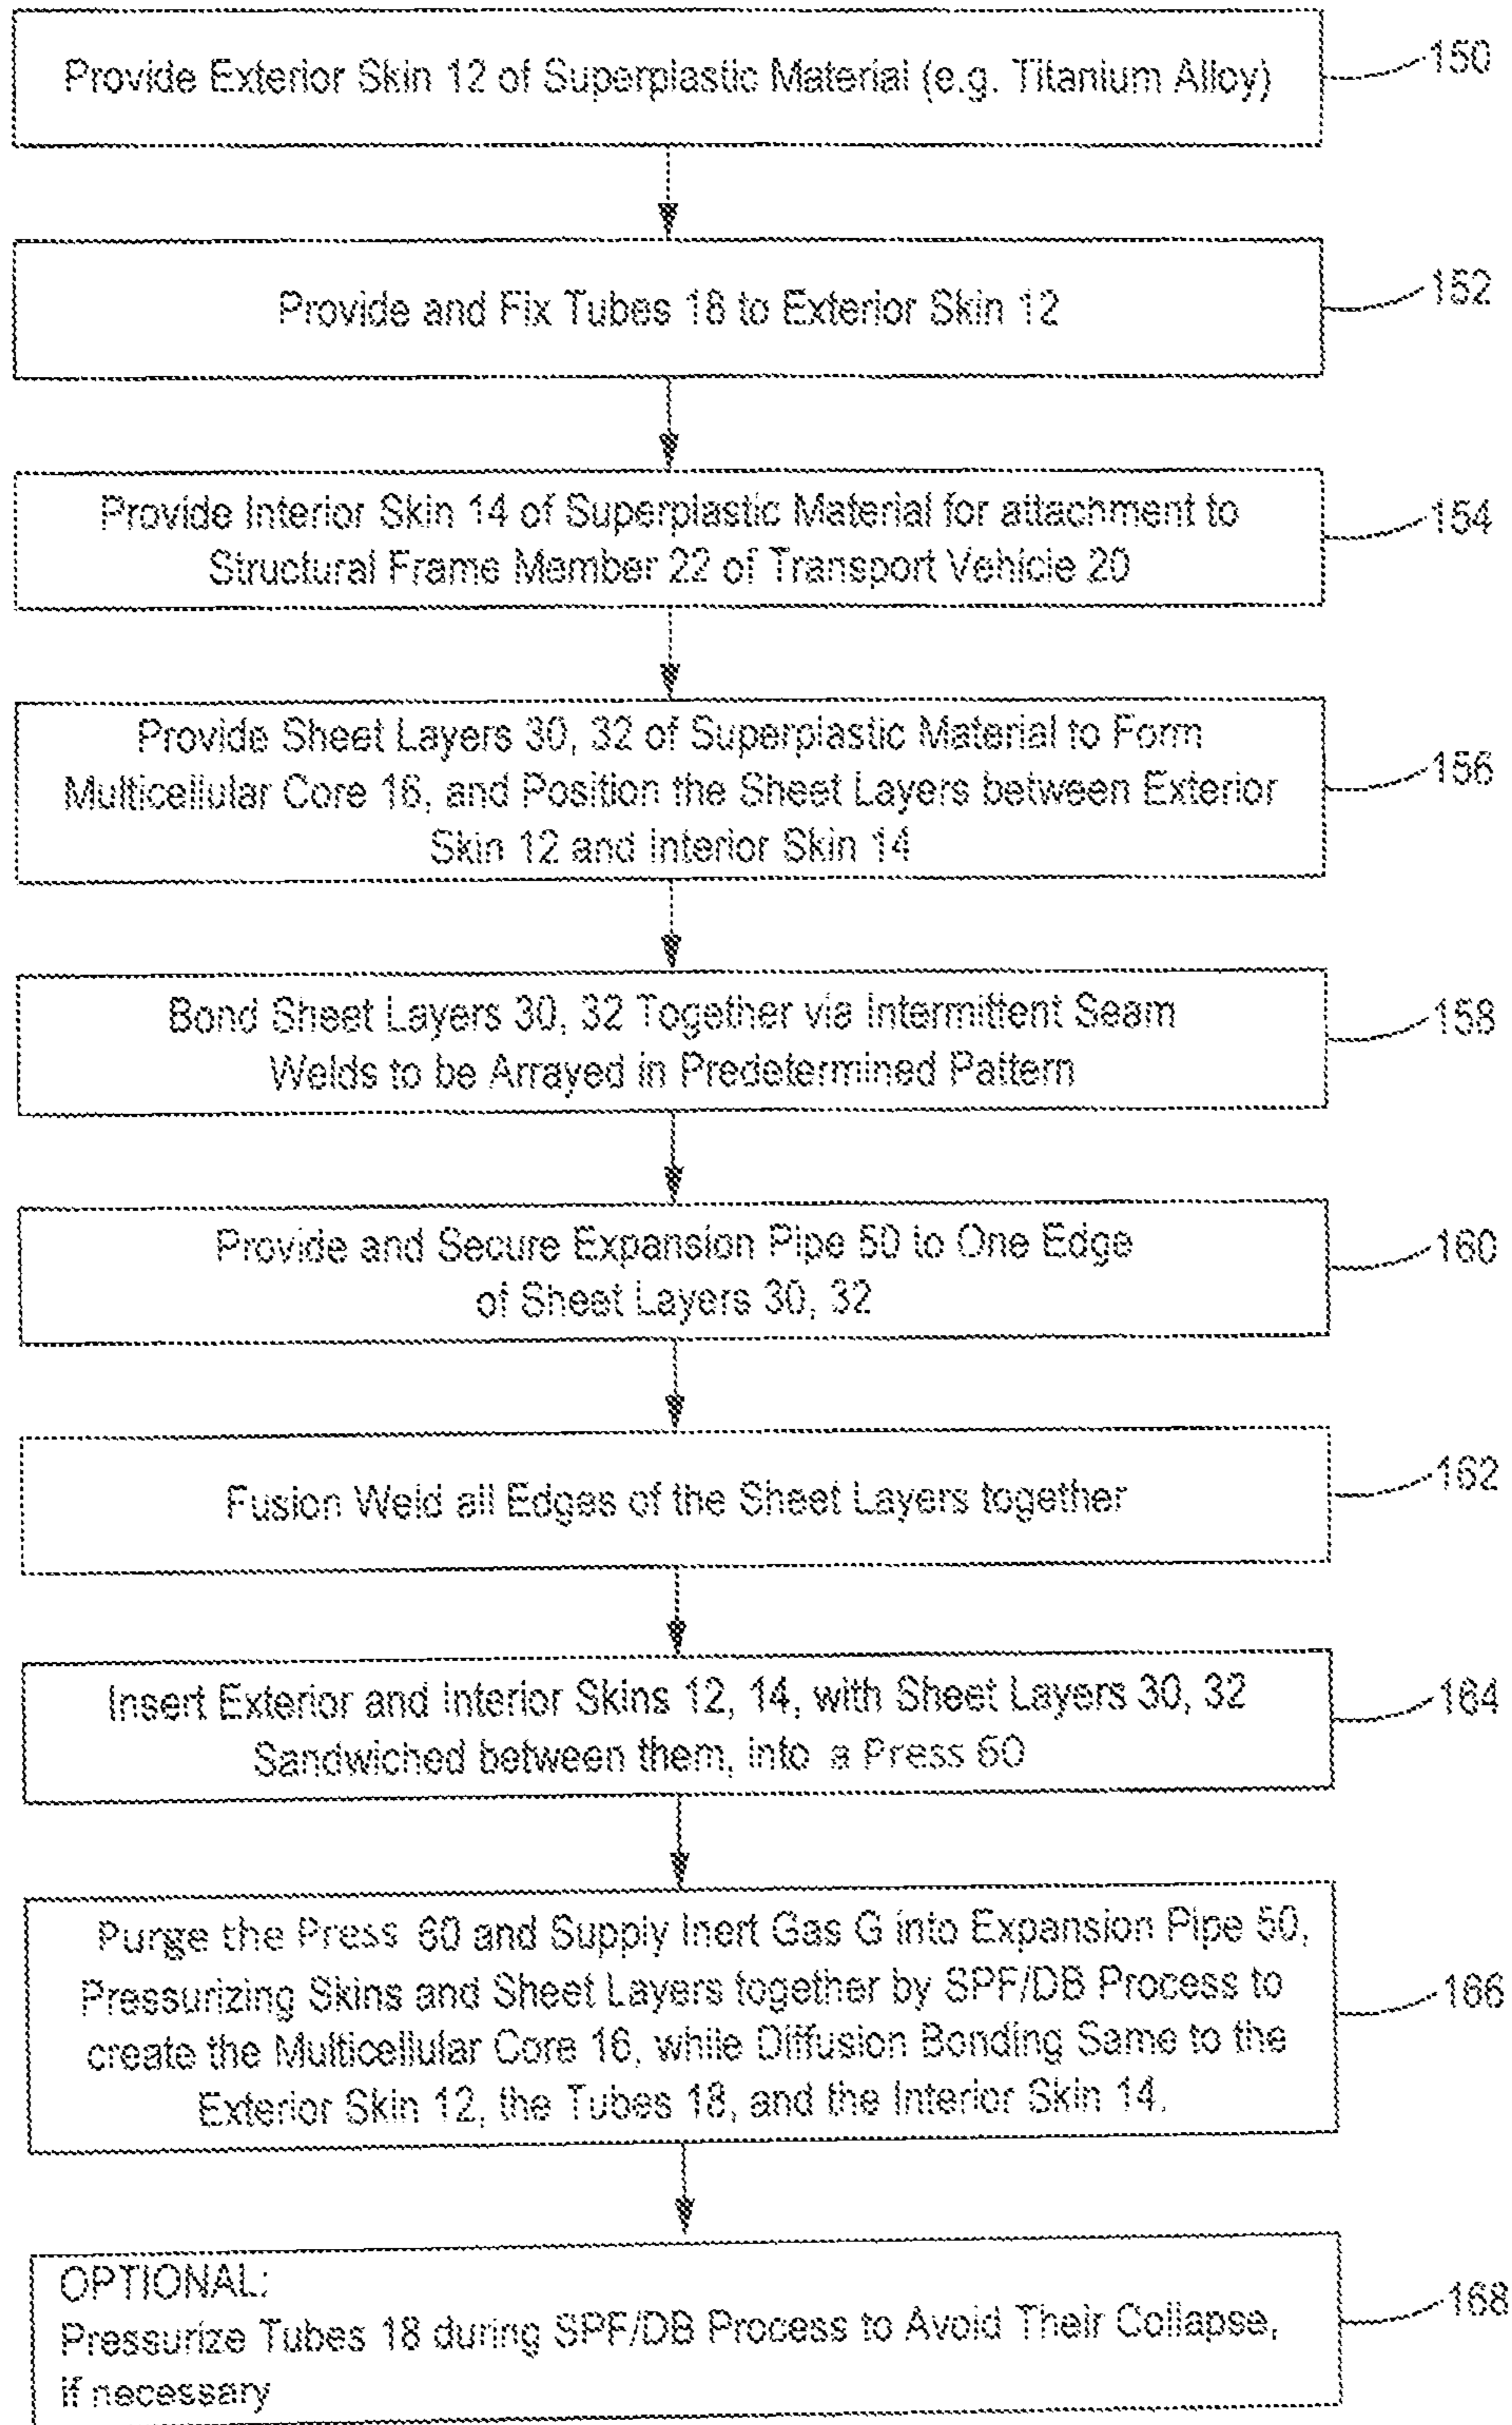 Provide Exterior Skin 12 of Superplastic Material (e.g. Titanium Alloy)
150
Provide and Fix Tubes 18 to Exterior Skin 12
152
Provide Interior Skin 14 of Superplastic Material for attachment to
Structural Frame Member 22 of Transport Vehicle 20
154
Provide Sheet Layers 30, 32 of Superplastic Material to Form
Multicellular Core 16, and Position the Sheet Layers between Exterior
Skin 12 and Interior Skin 14
156
Bond Sheet Layers 30, 32 Together via Intermittent Seam
Welds to be Arrayed in Predetermined Pattern
158
Provide and Secure Expansion Pipe 50 to One Edge
of Sheet Layers 30, 32
160
Fusion Weld all Edges of the Sheet Layers together
162
Insert Exterior and Interior Skins 12, 14, with Sheet Layers 30, 32
Sandwiched between them, into a Press 60
164
Purge the Press 60 and Supply Inert Gas G into Expansion Pipe 50,
Pressurizing Skins and Sheet Layers together by SPF/DB Process to
create the Multicellular Core 16, while Diffusion Bonding Same to the
Exterior Skin 12, the Tubes 18, and the Interior Skin 14.
166
OPTIONAL:
Pressurize Tubes 18 during SPF/DB Process to Avoid Their Collapse,
if necessary
168